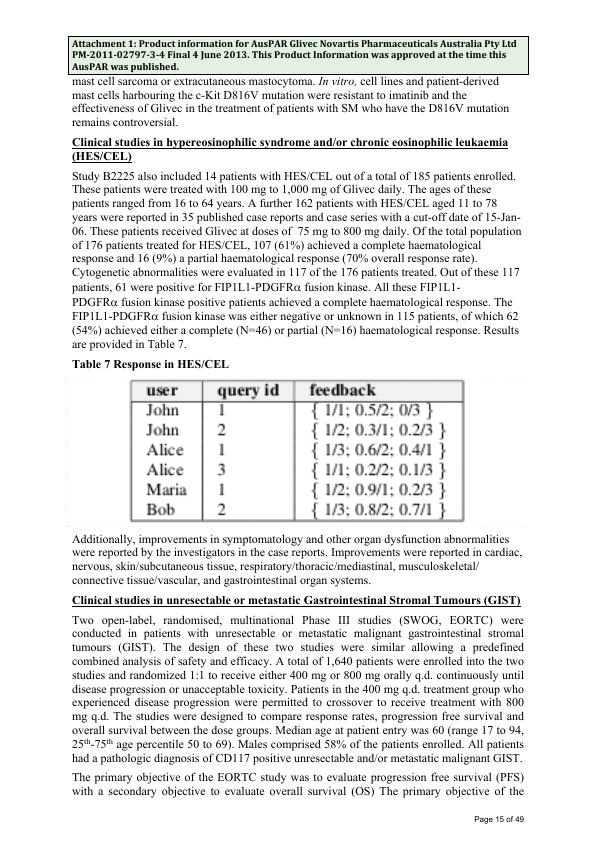 Attachment 1: Product information for AusPAR Glivec Novartis Pharmaceuticals Australia Pty Ltd
PM-2011-02797-3-4 Final 4 June 2013. This Product Information was approved at the time this
AusPAR was published.
mast cell sarcoma or extracutaneous mastocytoma. In vitro, cell lines and patient-derived
mast cells harbouring the c-Kit D816V mutation were resistant to imatinib and the
effectiveness of Glivec in the treatment of patients with SM who have the D816V mutation
remains controversial.
Clinical studies in hypereosinophilic syndrome and/or chronic eosinophilic leukaemia
(HES/CEL)
Study B2225 also included 14 patients with HES/CEL out of a total of 185 patients enrolled.
These patients were treated with 100 mg to 1,000 mg of Glivec daily. The ages of these
patients ranged from 16 to 64 years. A further 162 patients with HES/CEL aged 11 to 78
years were reported in 35 published case reports and case series with a cut-off date of 15-Jan-
06. These patients received Glivec at doses of 75 mg to 800 mg daily. Of the total population
of 176 patients treated for HES/CEL, 107 (61%) achieved a complete haematological
response and 16 (9%) a partial haematological response (70% overall response rate).
Cytogenetic abnormalities were evaluated in 117 of the 176 patients treated. Out of these 117
patients, 61 were positive for FIP1L1-PDGFRα fusion kinase. All these FIP1L1-
PDGFRα fusion kinase positive patients achieved a complete haematological response. The
FIP1L1-PDGFRα fusion kinase was either negative or unknown in 115 patients, of which 62
(54%) achieved either a complete (N=46) or partial (N=16) haematological response. Results
are provided in Table 7.
Table 7 Response in HES/CEL
user query id feedback
John 1 { 1/1; 0.5/2; 0/3 }
John 2 { 1/2; 0.3/1; 0.2/3 }
Alice 1 { 1/3; 0.6/2; 0.4/1 }
Alice 3 { 1/1; 0.2/2; 0.1/3 }
Maria 1 { 1/2; 0.9/1; 0.2/3 }
Bob 2 { 1/3; 0.8/2; 0.7/1 }
Additionally, improvements in symptomatology and other organ dysfunction abnormalities
were reported by the investigators in the case reports. Improvements were reported in cardiac,
nervous, skin/subcutaneous tissue, respiratory/thoracic/mediastinal, musculoskeletal/
connective tissue/vascular, and gastrointestinal organ systems.
Clinical studies in unresectable or metastatic Gastrointestinal Stromal Tumours (GIST)
Two open-label, randomised, multinational Phase III studies (SWOG, EORTC) were
conducted in patients with unresectable or metastatic malignant gastrointestinal stromal
tumours (GIST). The design of these two studies were similar allowing a predefined
combined analysis of safety and efficacy. A total of 1,640 patients were enrolled into the two
studies and randomized 1:1 to receive either 400 mg or 800 mg orally q.d. continuously until
disease progression or unacceptable toxicity. Patients in the 400 mg q.d. treatment group who
experienced disease progression were permitted to crossover to receive treatment with 800
mg q.d. The studies were designed to compare response rates, progression free survival and
overall survival between the dose groups. Median age at patient entry was 60 (range 17 to 94,
25th-75th age percentile 50 to 69). Males comprised 58% of the patients enrolled. All patients
had a pathologic diagnosis of CD117 positive unresectable and/or metastatic malignant GIST.
The primary objective of the EORTC study was to evaluate progression free survival (PFS)
with a secondary objective to evaluate overall survival (OS) The primary objective of the
Page 15 of 49